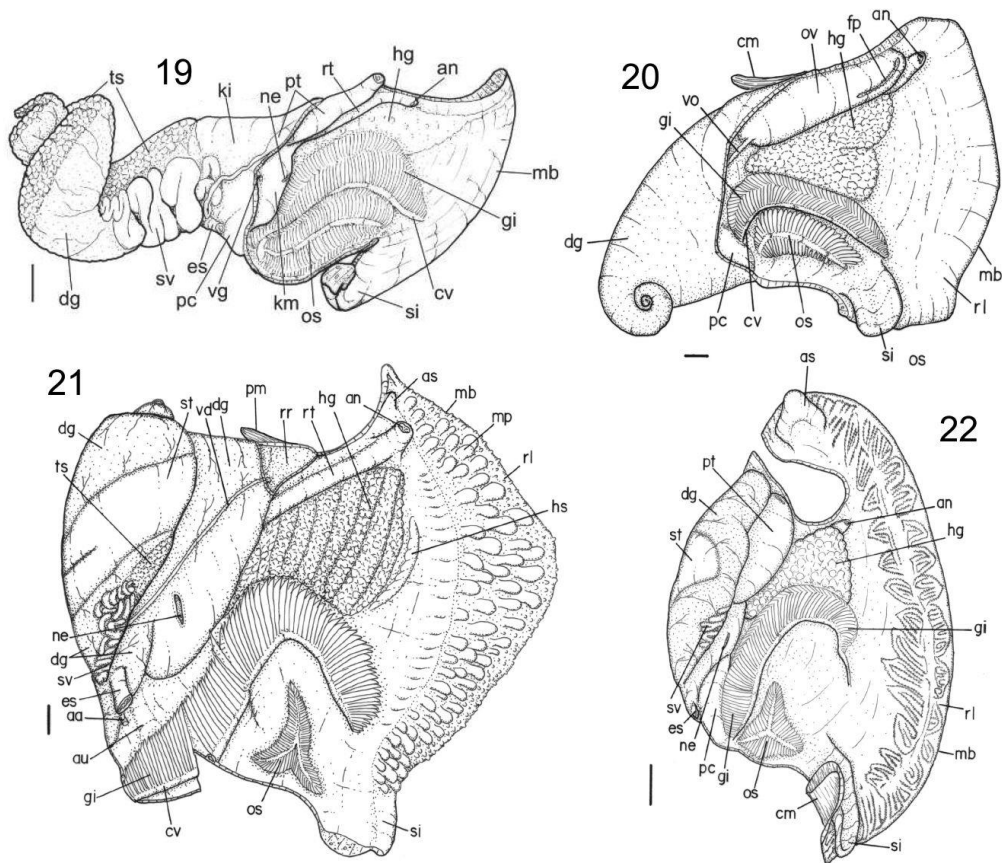 19
ts
ki
ne
pt
rt
hg
an
mb
gi
cv
si
os
km
vg
pc
es
sv
dg
20
cm
ov
hg
fp
an
vo
gi
dg
pc
cv
os
si
os
rl
mb
21
dg
st
vd
dg
pm
rr
rt
hg
an
as
mb
mp
rl
hs
ts
ne
dg
sv
es
aa
au
gi
cv
os
si
22
as
pt
dg
st
an
hg
gi
rl
mb
sv
es
ne
pc
gi
os
cm
si